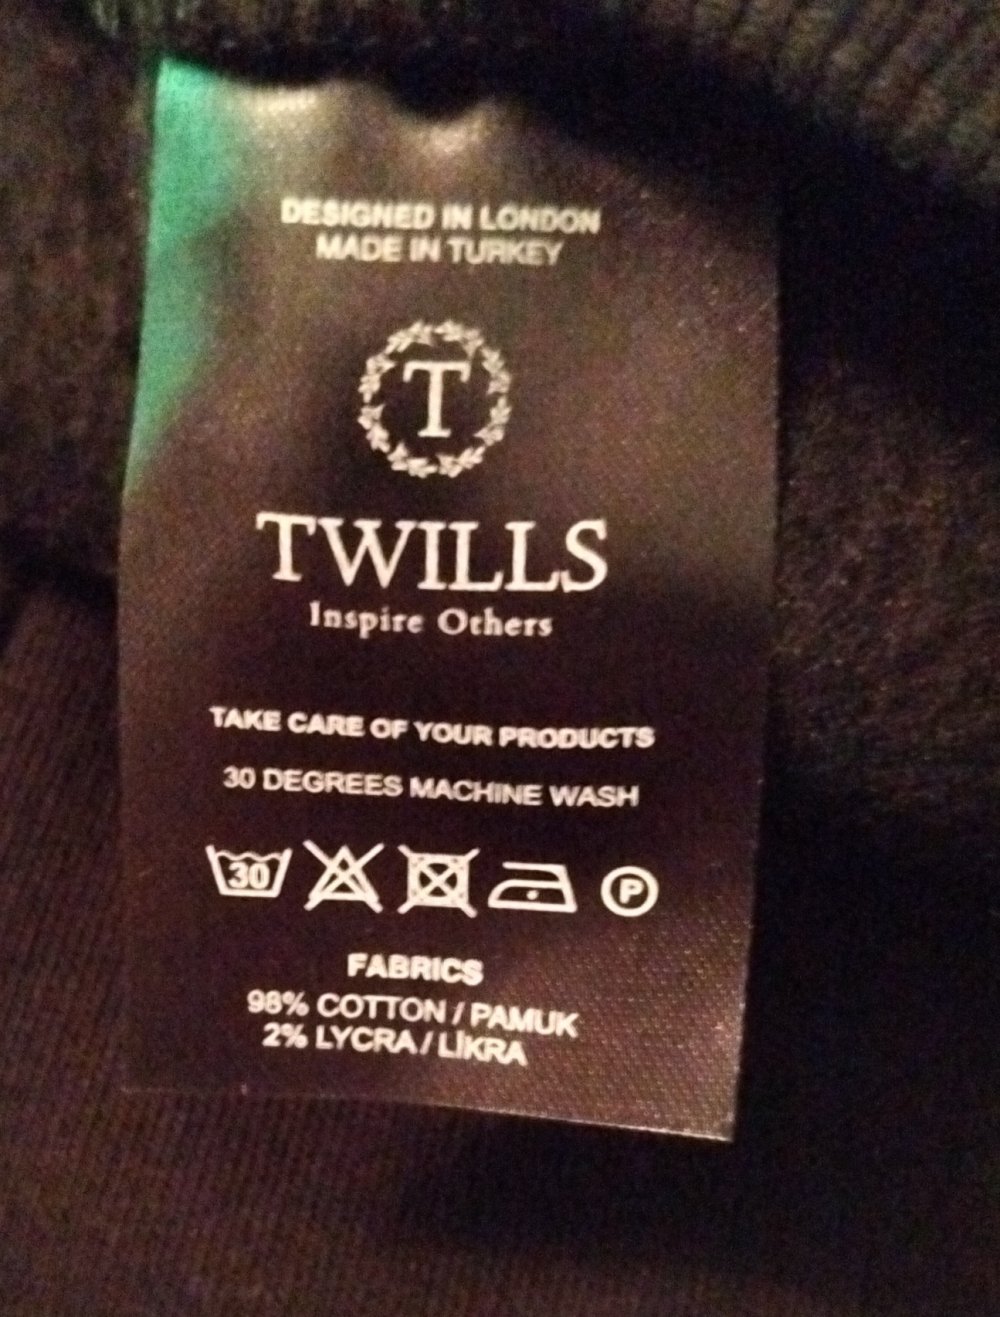 DESIGNED IN LONDON
MADE IN TURKEY
T
TWILLS
Inspire Others
TAKE CARE OF YOUR PRODUCTS
30 DEGREES MACHINE WASH
30 P
FABRICS
98% COTTON / PAMUK
2% LYCRA / LİKRA